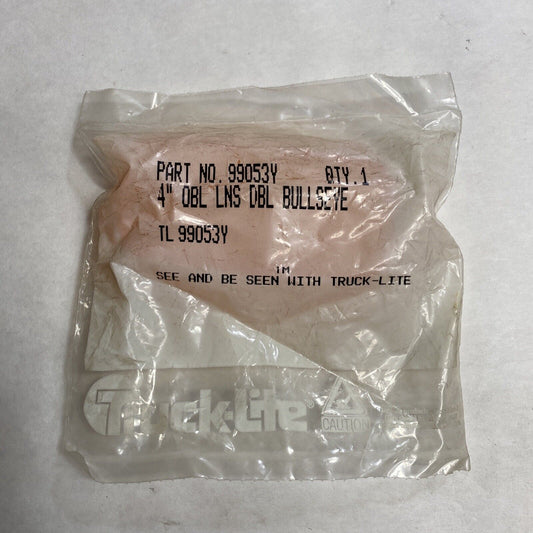 PART NO. 99053Y QTY.1
4" OBL LNS DBL BULLSEYE
TL 99053Y
TM
SEE AND BE SEEN WITH TRUCK-LITE
Truck-Lite®
CAUTION